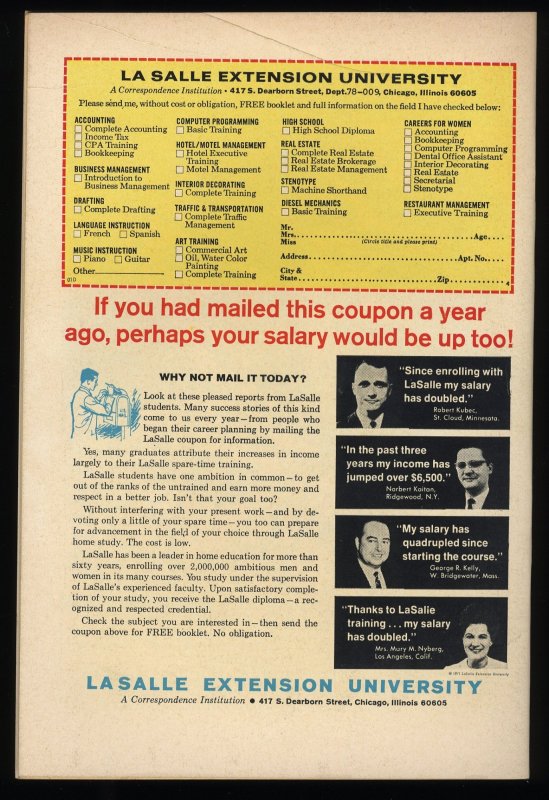 LA SALLE EXTENSION UNIVERSITY
A Correspondence Institution • 417 S. Dearborn Street, Dept. 78-009, Chicago, Illinois 60605
Please send me, without cost or obligation, FREE booklet and full information on the field I have checked below:
ACCOUNTING
Complete Accounting
Income Tax
CPA Training
Bookkeeping
BUSINESS MANAGEMENT
Introduction to
Business Management
DRAFTING
Complete Drafting
LANGUAGE INSTRUCTION
French Spanish
MUSIC INSTRUCTION
Piano Guitar
Other
010
COMPUTER PROGRAMMING
Basic Training
HOTEL/MOTEL MANAGEMENT
Hotel Executive
Training
Motel Management
INTERIOR DECORATING
Complete Training
TRAFFIC & TRANSPORTATION
Complete Traffic
Management
ART TRAINING
Commercial Art
Oil, Water Color
Painting
Complete Training
HIGH SCHOOL
High School Diploma
REAL ESTATE
Complete Real Estate
Real Estate Brokerage
Real Estate Management
STENOTYPE
Machine Shorthand
DIESEL MECHANICS
Basic Training
CAREERS FOR WOMEN
Accounting
Bookkeeping
Computer Programming
Dental Office Assistant
Interior Decorating
Real Estate
Secretarial
Stenotype
RESTAURANT MANAGEMENT
Executive Training
Mr.
Mrs. Age
Miss (Circle title and please print)
Address Apt. No.
City &
State Zip 4
If you had mailed this coupon a year
ago, perhaps your salary would be up too!
WHY NOT MAIL IT TODAY?
Look at these pleased reports from LaSalle
students. Many success stories of this kind
come to us every year—from people who
began their career planning by mailing the
LaSalle coupon for information.
Yes, many graduates attribute their increases in income
largely to their LaSalle spare-time training.
LaSalle students have one ambition in common—to get
out of the ranks of the untrained and earn more money and
respect in a better job. Isn't that your goal too?
Without interfering with your present work—and by de-
voting only a little of your spare time—you can prepare
for advancement in the field of your choice through LaSalle
home study. The cost is low.
LaSalle has been a leader in home education for more than
sixty years, enrolling over 2,000,000 ambitious men and
women in its many courses. You study under the supervision
of LaSalle's experienced faculty. Upon satisfactory comple-
tion of your study, you receive the LaSalle diploma—a rec-
ognized and respected credential.
Check the subject you are interested in—then send the
coupon above for FREE booklet. No obligation.
"Since enrolling with
LaSalle my salary
has doubled."
Robert Kubec,
St. Cloud, Minnesota.
"In the past three
years my income has
jumped over $6,500."
Norbert Koiton,
Ridgewood, N.Y.
"My salary has
quadrupled since
starting the course."
George R. Kelly,
W. Bridgewater, Mass.
"Thanks to LaSalle
training . . . my salary
has doubled."
Mrs. Mary M. Nyberg,
Los Angeles, Calif.
© 1971 LaSalle Extension University
LA SALLE EXTENSION UNIVERSITY
A Correspondence Institution • 417 S. Dearborn Street, Chicago, Illinois 60605